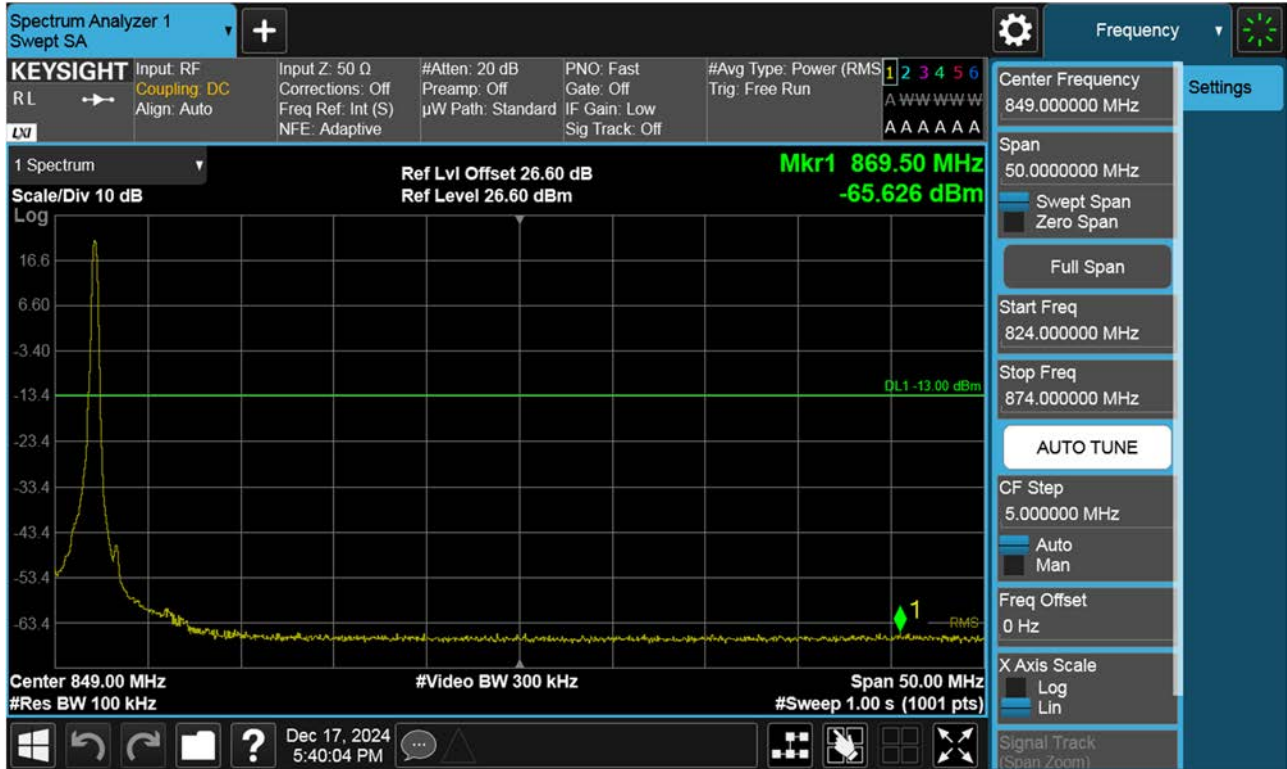 Spectrum Analyzer 1
Swept SA
Frequency
KEYSIGHT
RL
LXI
Input: RF
Coupling: DC
Align: Auto
Input Z: 50 Ω
Corrections: Off
Freq Ref: Int (S)
NFE: Adaptive
#Atten: 20 dB
Preamp: Off
µW Path: Standard
PNO: Fast
Gate: Off
IF Gain: Low
Sig Track: Off
#Avg Type: Power (RMS
Trig: Free Run
1 2 3 4 5 6
A W W W W W
A A A A A A
1 Spectrum
Scale/Div 10 dB
Log
Ref Lvl Offset 26.60 dB
Ref Level 26.60 dBm
Mkr1 869.50 MHz
-65.626 dBm
16.6
6.60
-3.40
-13.4
-23.4
-33.4
-43.4
-53.4
-63.4
DL1 -13.00 dBm
1
RMS
Center 849.00 MHz
#Res BW 100 kHz
#Video BW 300 kHz
Span 50.00 MHz
#Sweep 1.00 s (1001 pts)
?
Dec 17, 2024
5:40:04 PM
Center Frequency
849.000000 MHz
Span
50.0000000 MHz
Swept Span
Zero Span
Full Span
Start Freq
824.000000 MHz
Stop Freq
874.000000 MHz
AUTO TUNE
CF Step
5.000000 MHz
Auto
Man
Freq Offset
0 Hz
X Axis Scale
Log
Lin
Signal Track
(Span Zoom)
Settings